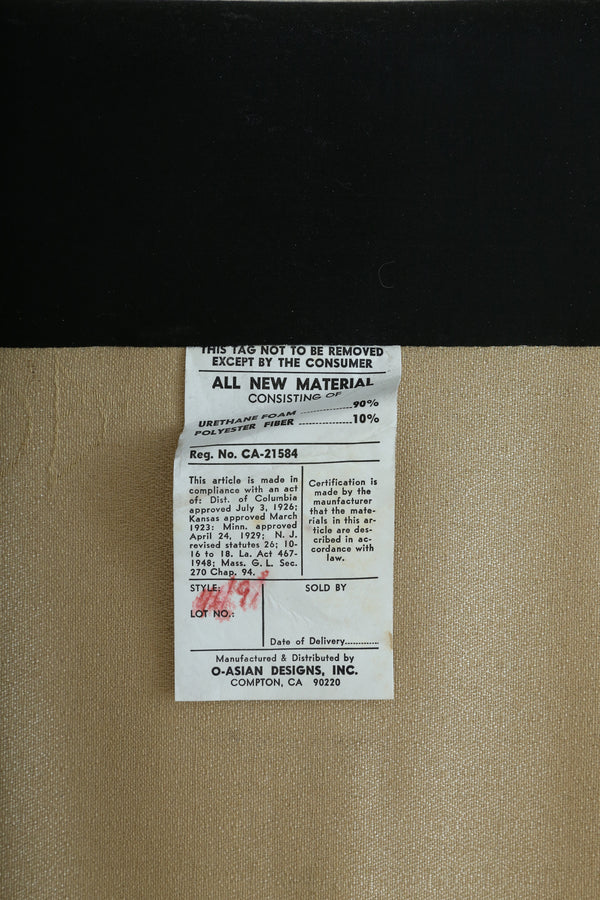 THIS TAG NOT TO BE REMOVED
EXCEPT BY THE CONSUMER
ALL NEW MATERIAL
CONSISTING OF
URETHANE FOAM ..................90%
POLYESTER FIBER ..................10%
Reg. No. CA-21584
This article is made in
compliance with an act
of: Dist. of Columbia
approved July 3, 1926;
Kansas approved March
1923: Minn. approved
April 24, 1929; N. J.
revised statutes 26; 10-
16 to 18. La. Act 467-
1948; Mass. G. L. Sec.
270 Chap. 94.
Certification is
made by the
maunfacturer
that the mate-
rials in this ar-
ticle are des-
cribed in ac-
cordance with
law.
STYLE:
LOT NO.:
SOLD BY
Date of Delivery..............
Manufactured & Distributed by
O-ASIAN DESIGNS, INC.
COMPTON, CA 90220